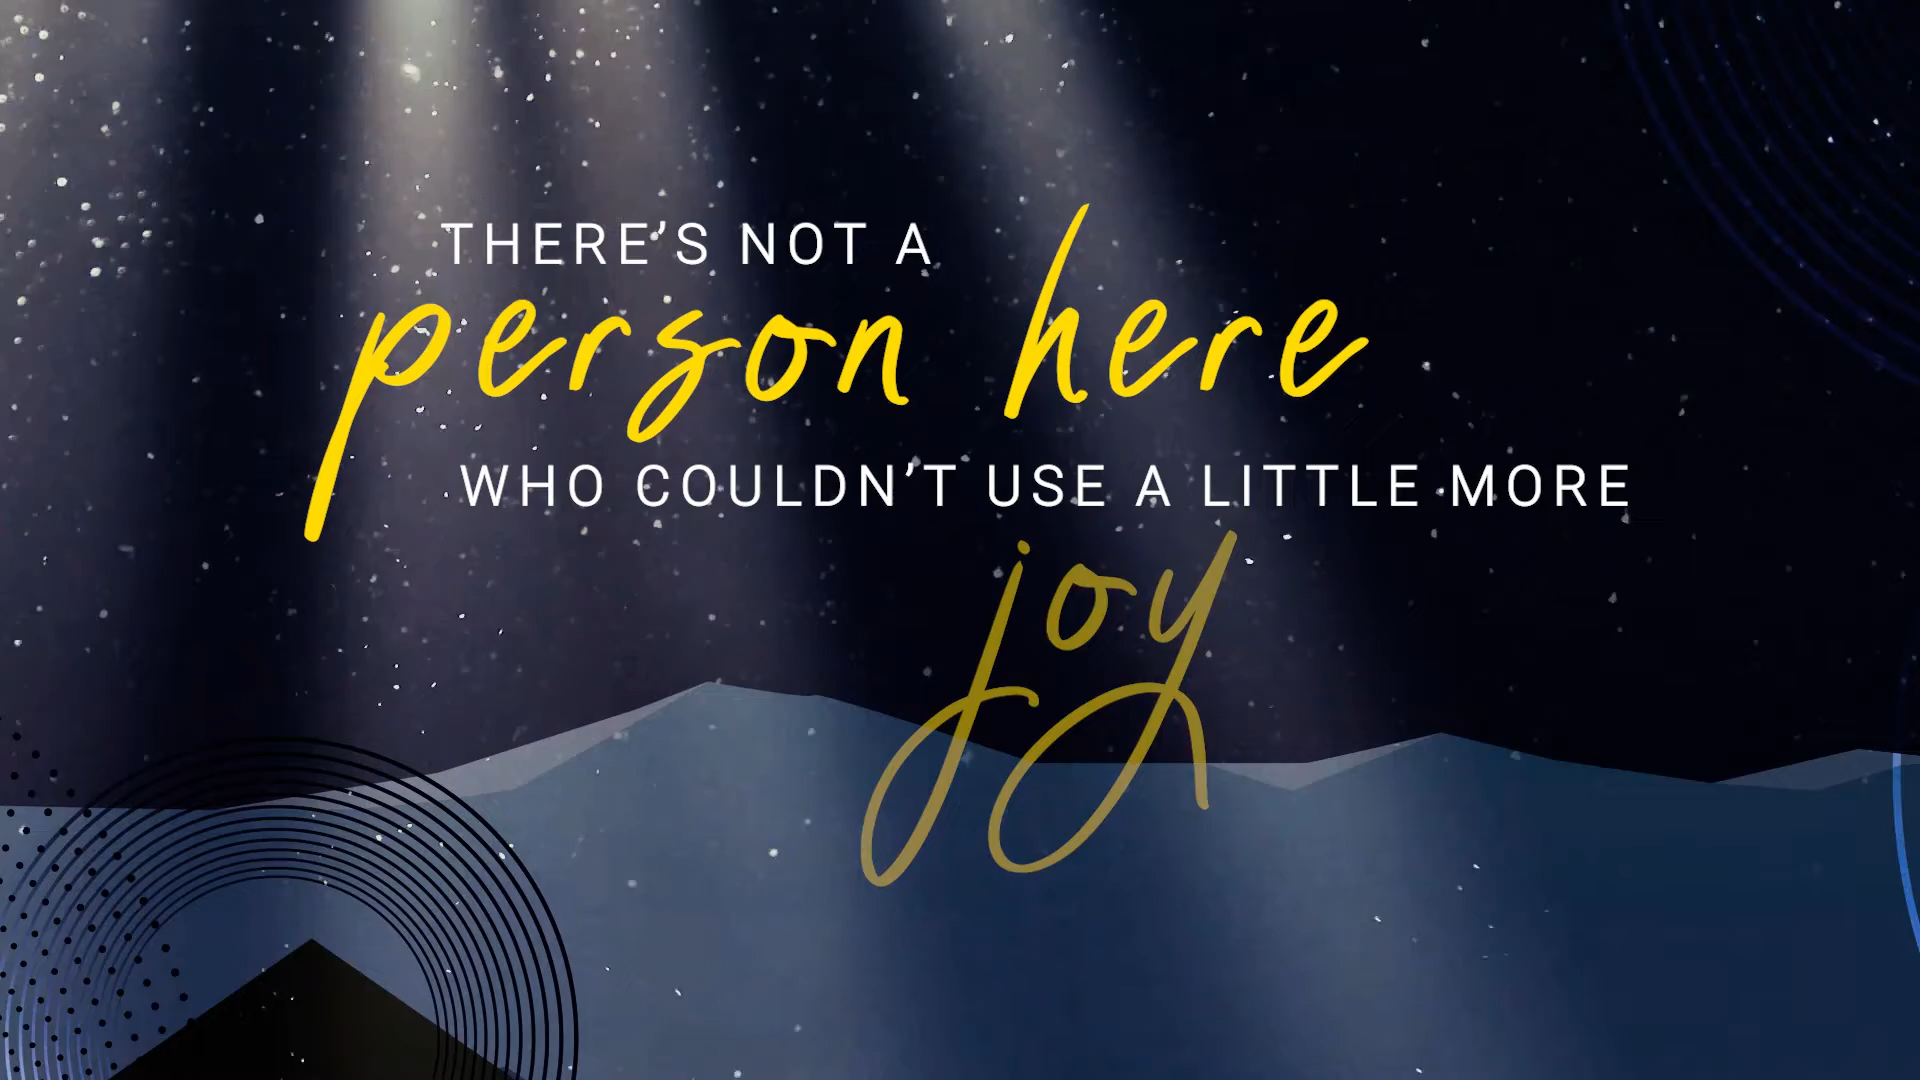 THERE’S NOT A
person here
WHO COULDN’T USE A LITTLE MORE
joy